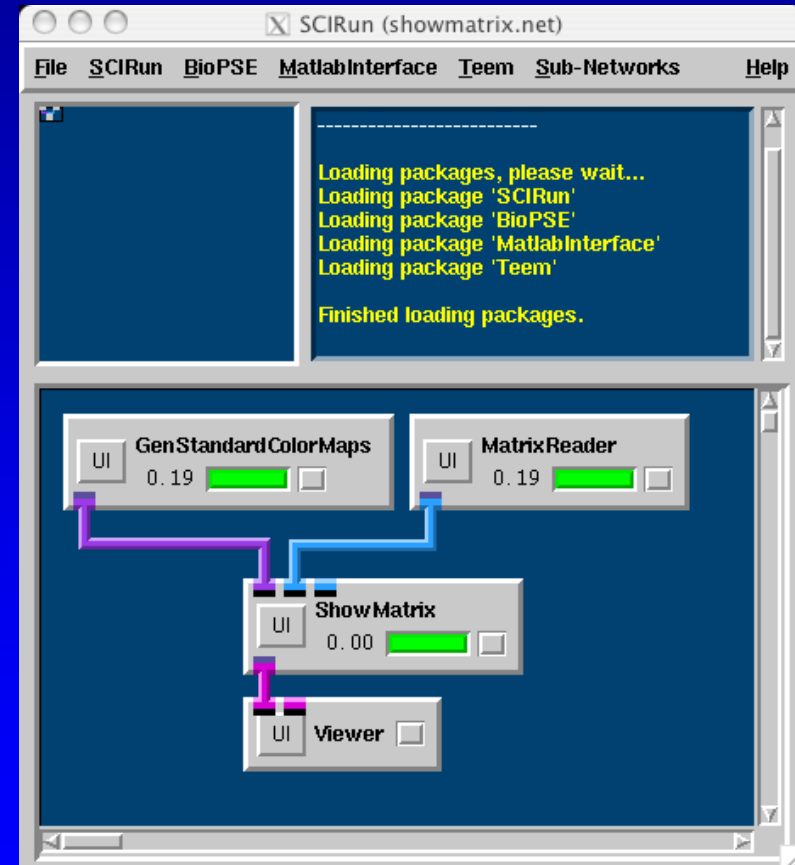 SCIRun (showmatrix.net)
File SCIRun BioPSE MatlabInterface Teem Sub-Networks Help
--------------------------
Loading packages, please wait...
Loading package 'SCIRun'
Loading package 'BioPSE'
Loading package 'MatlabInterface'
Loading package 'Teem'
Finished loading packages.
UI GenStandardColorMaps
0.19
UI MatrixReader
0.19
UI ShowMatrix
0.00
UI Viewer